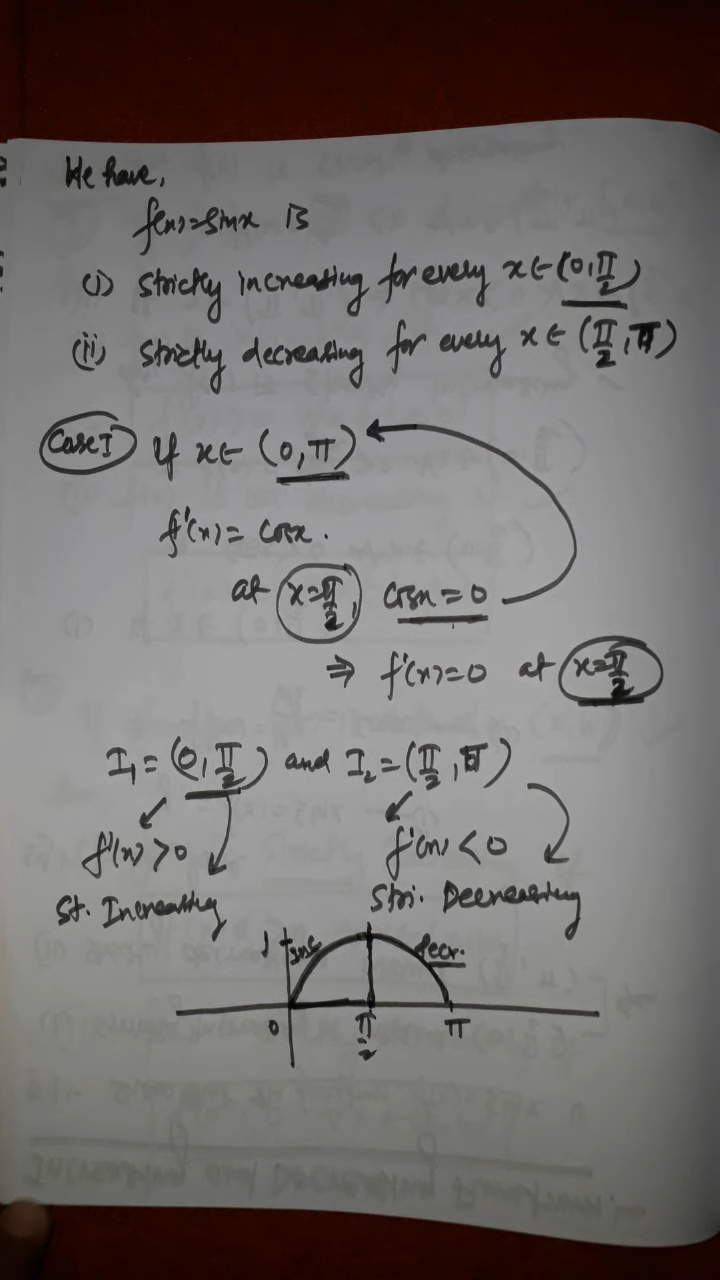 We have,
f(x)=sinx is
(i) strictly increasing for every x∈(0,π/2)
(ii) strictly decreasing for every x∈(π/2,π)
Case I If x∈(0,π)
f'(x)= cosx.
at x=π/2, cosx=0
⇒ f'(x)=0 at x=π/2
I₁=(0,π/2) and I₂=(π/2,π)
f'(x)>0 f'(x)<0
St. Increasing Stri. Decreasing
1 Inc decr.
0 π/2 π